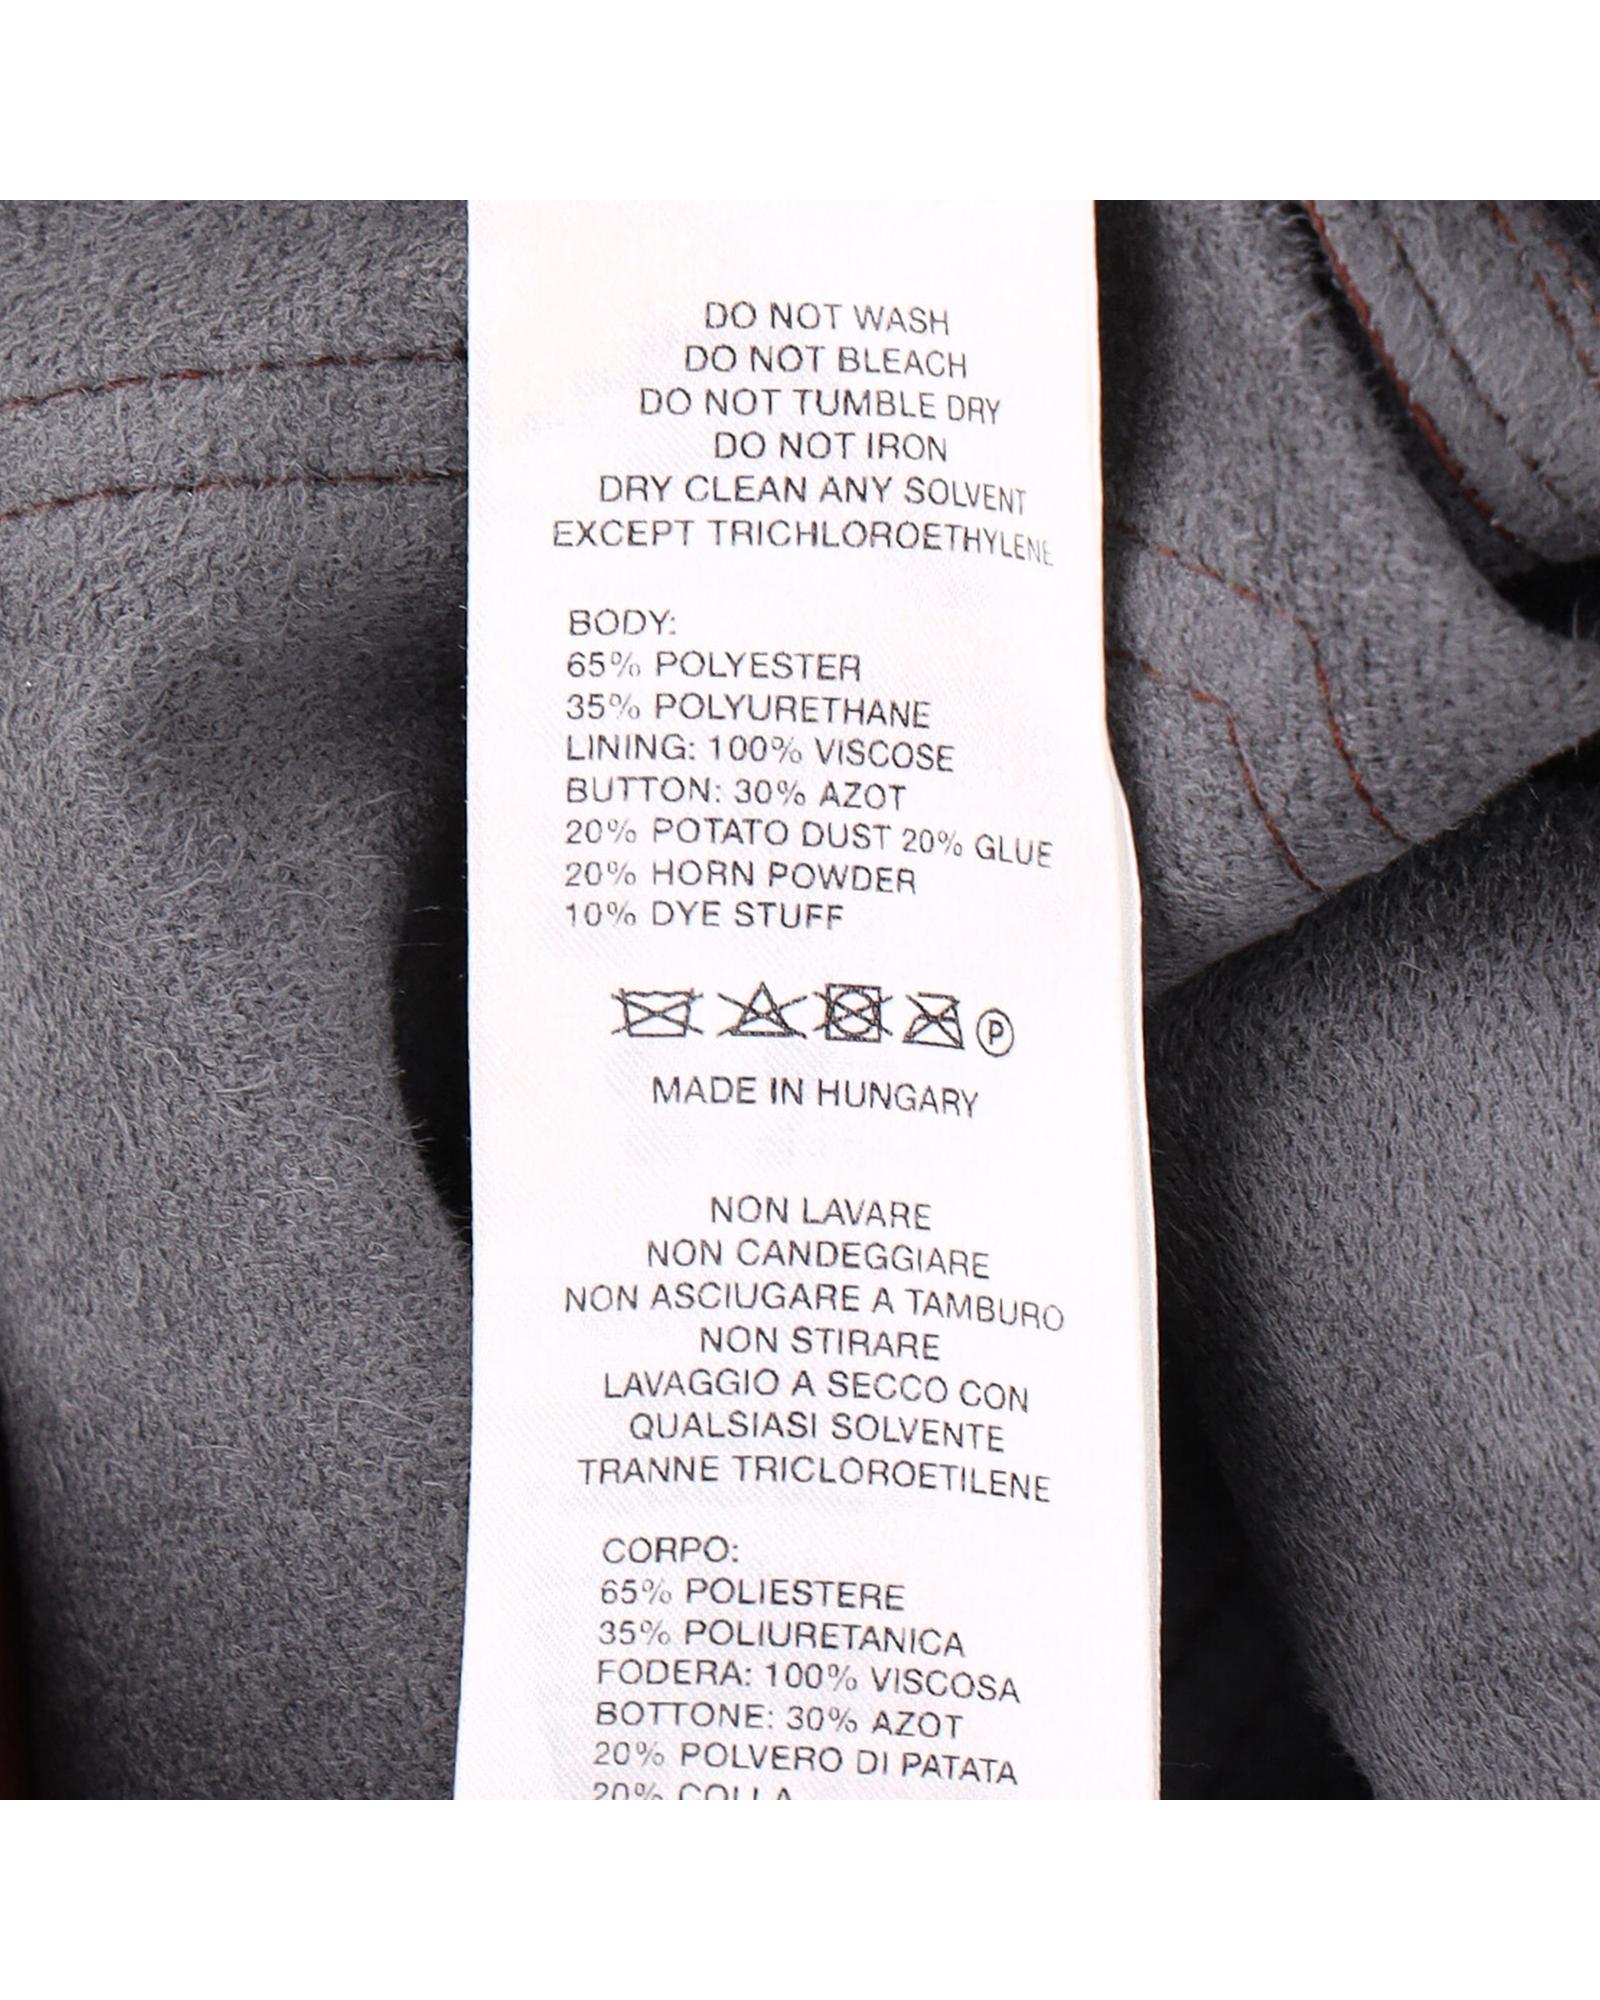 DO NOT WASH
DO NOT BLEACH
DO NOT TUMBLE DRY
DO NOT IRON
DRY CLEAN ANY SOLVENT
EXCEPT TRICHLOROETHYLENE
BODY:
65% POLYESTER
35% POLYURETHANE
LINING: 100% VISCOSE
BUTTON: 30% AZOT
20% POTATO DUST 20% GLUE
20% HORN POWDER
10% DYE STUFF
P
MADE IN HUNGARY
NON LAVARE
NON CANDEGGIARE
NON ASCIUGARE A TAMBURO
NON STIRARE
LAVAGGIO A SECCO CON
QUALSIASI SOLVENTE
TRANNE TRICLOROETILENE
CORPO:
65% POLIESTERE
35% POLIURETANICA
FODERA: 100% VISCOSA
BOTTONE: 30% AZOT
20% POLVERO DI PATATA
20% COLLA